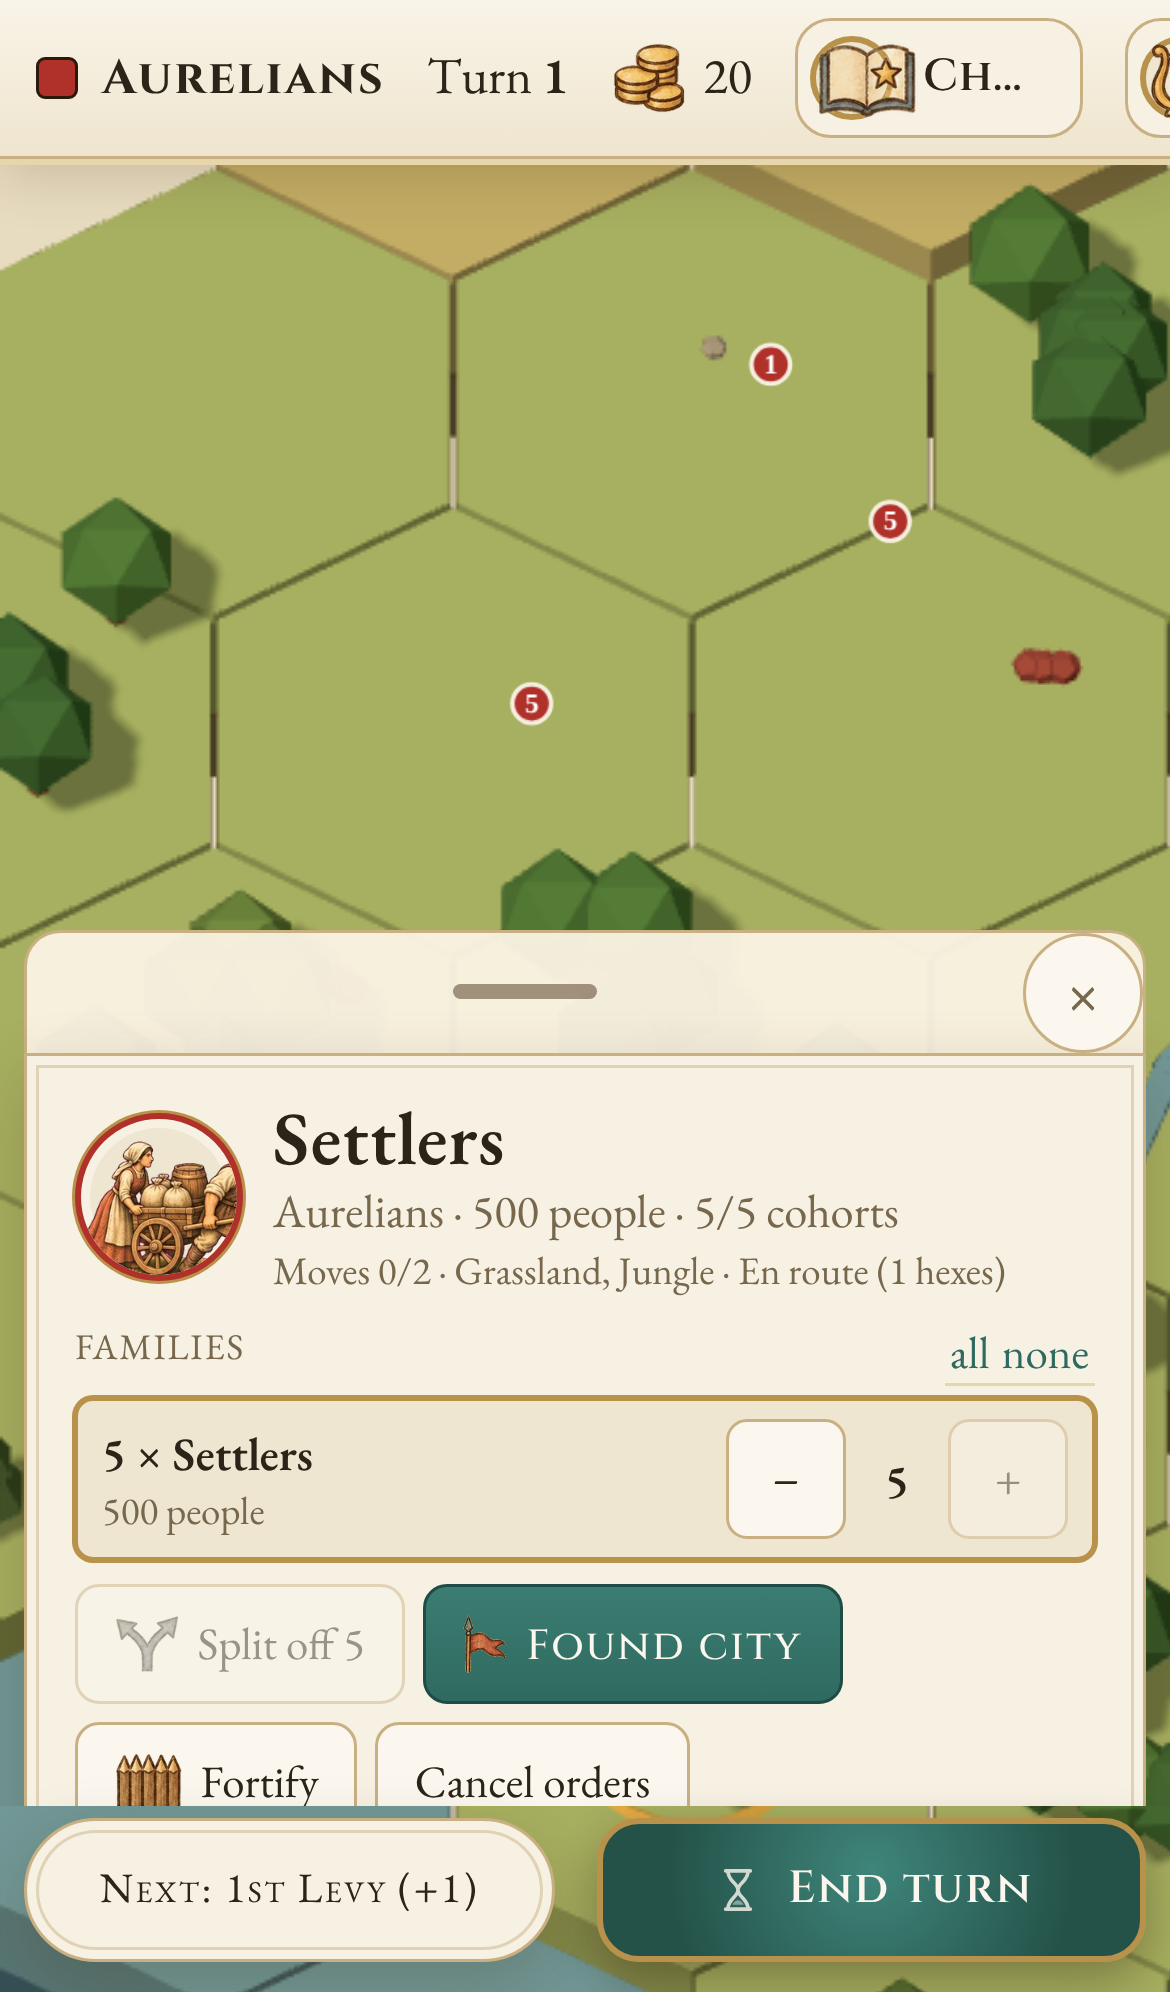 AURELIANS Turn 1 20 CH...
1
5
5
×
Settlers
Aurelians · 500 people · 5/5 cohorts
Moves 0/2 · Grassland, Jungle · En route (1 hexes)
FAMILIES all none
5 × Settlers
500 people
− 5 +
Split off 5 FOUND CITY
Fortify Cancel orders
NEXT: 1ST LEVY (+1) END TURN